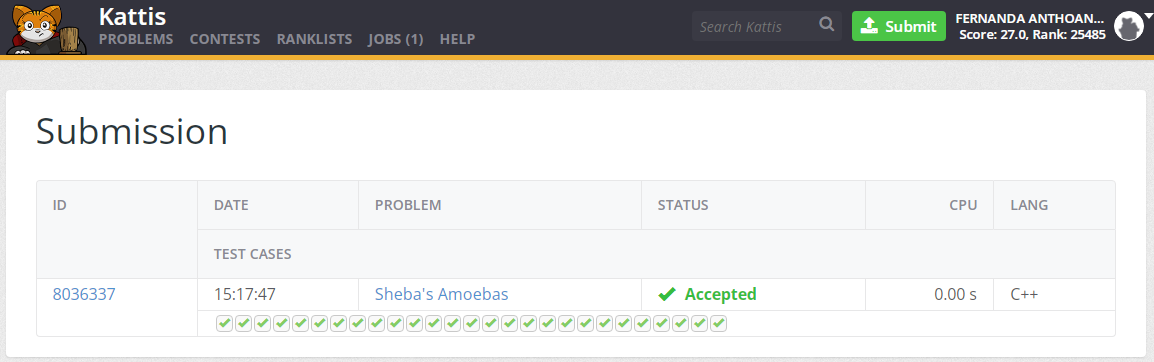 Kattis
PROBLEMS CONTESTS RANKLISTS JOBS (1) HELP
Search Kattis
Submit
FERNANDA ANTHOAN...
Score: 27.0, Rank: 25485
Submission
ID DATE PROBLEM STATUS CPU LANG
TEST CASES
8036337 15:17:47 Sheba's Amoebas Accepted 0.00 s C++